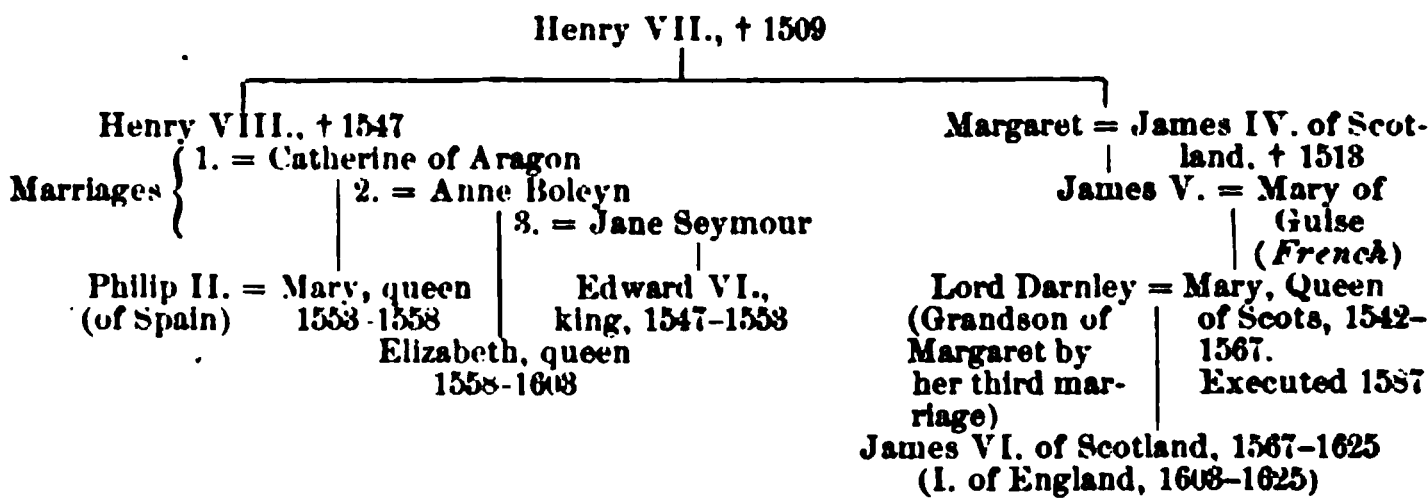 Henry VII., † 1509
Henry VIII., † 1547
Marriages
1. = Catherine of Aragon
2. = Anne Boleyn
3. = Jane Seymour
Philip II. = Mary, queen
(of Spain) 1553-1558
Edward VI.,
king, 1547–1553
Elizabeth, queen
1558-1603
Margaret = James IV. of Scot-
land. † 1513
James V. = Mary of
Guise
(French)
Lord Darnley = Mary, Queen
(Grandson of of Scots, 1542–
Margaret by 1567.
her third mar- Executed 1587
riage)
James VI. of Scotland, 1567–1625
(I. of England, 1603–1625)